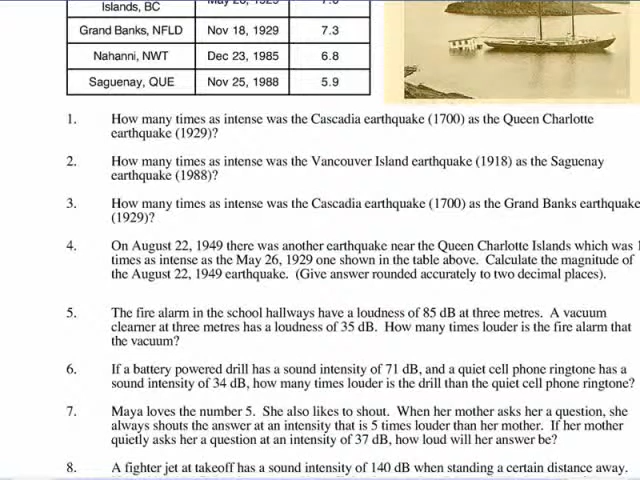 Islands, BC
Grand Banks, NFLD Nov 18, 1929 7.3
Nahanni, NWT Dec 23, 1985 6.8
Saguenay, QUE Nov 25, 1988 5.9
1. How many times as intense was the Cascadia earthquake (1700) as the Queen Charlotte
earthquake (1929)?
2. How many times as intense was the Vancouver Island earthquake (1918) as the Saguenay
earthquake (1988)?
3. How many times as intense was the Cascadia earthquake (1700) as the Grand Banks earthquake
(1929)?
4. On August 22, 1949 there was another earthquake near the Queen Charlotte Islands which was
times as intense as the May 26, 1929 one shown in the table above. Calculate the magnitude of
the August 22, 1949 earthquake. (Give answer rounded accurately to two decimal places).
5. The fire alarm in the school hallways have a loudness of 85 dB at three metres. A vacuum
clearner at three metres has a loudness of 35 dB. How many times louder is the fire alarm that
the vacuum?
6. If a battery powered drill has a sound intensity of 71 dB, and a quiet cell phone ringtone has a
sound intensity of 34 dB, how many times louder is the drill than the quiet cell phone ringtone?
7. Maya loves the number 5. She also likes to shout. When her mother asks her a question, she
always shouts the answer at an intensity that is 5 times louder than her mother. If her mother
quietly asks her a question at an intensity of 37 dB, how loud will her answer be?
8. A fighter jet at takeoff has a sound intensity of 140 dB when standing a certain distance away.